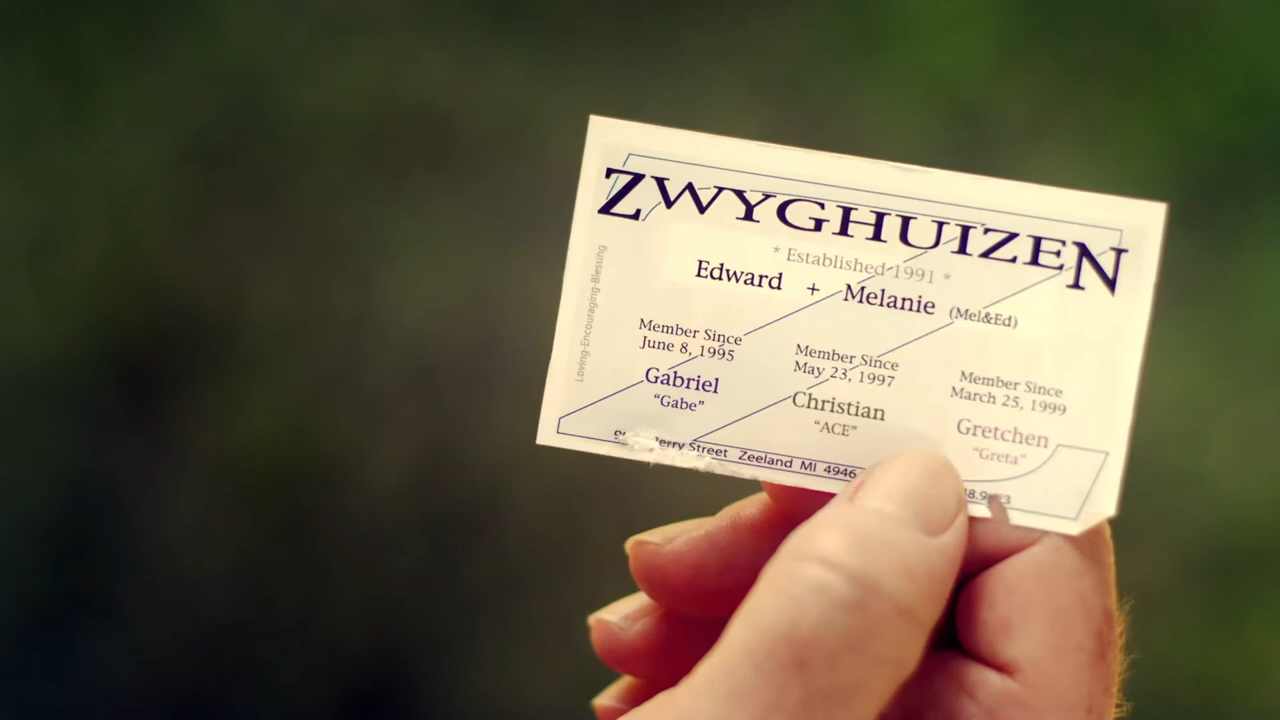 ZWYGHUIZEN
* Established 1991 *
Edward + Melanie (Mel&Ed)
Loving-Encouraging-Blessing
Member Since
June 8, 1995
Gabriel
“Gabe”
Member Since
May 23, 1997
Christian
“ACE”
Member Since
March 25, 1999
Gretchen
“Greta”
Street Zeeland MI